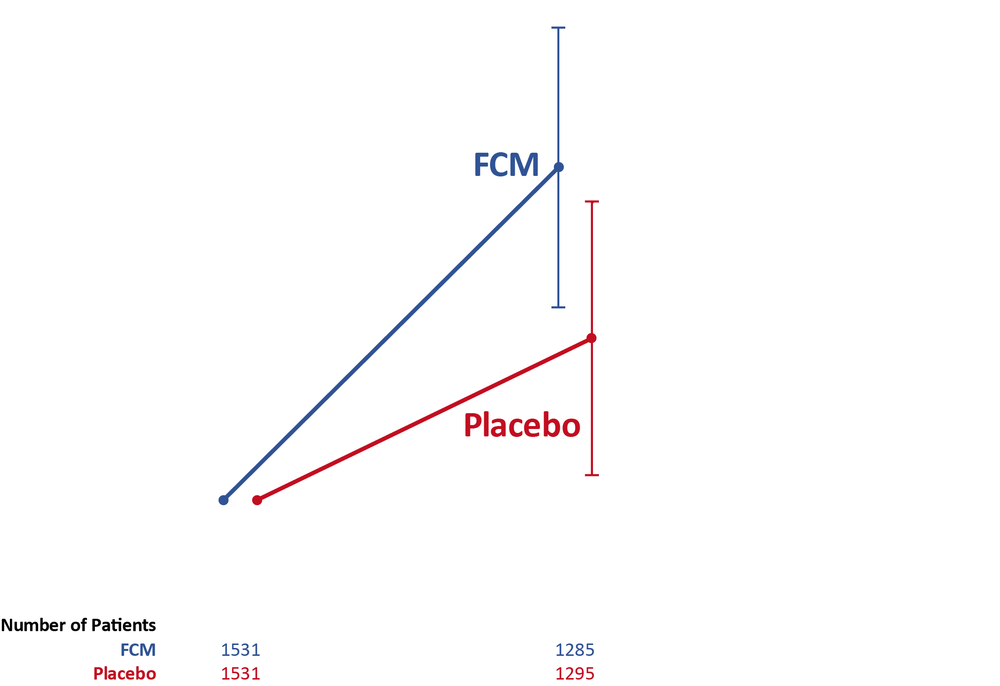 FCM
Placebo
Number of Patients
FCM 1531 1285
Placebo 1531 1295